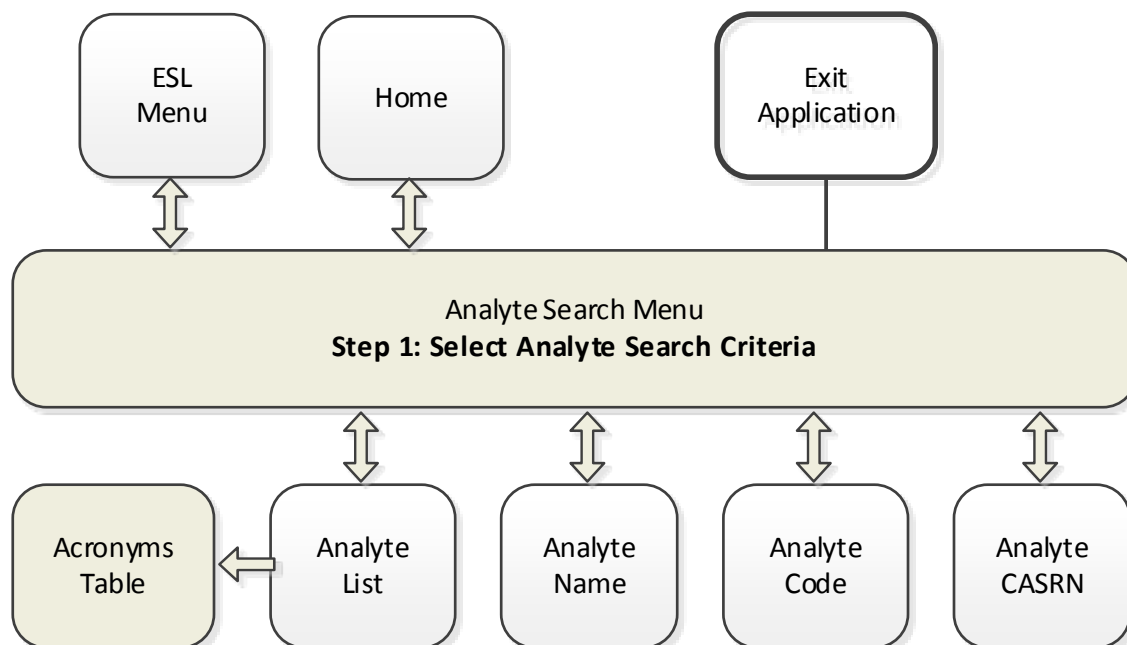 ESL
Menu
Home
Exit
Application
Analyte Search Menu
Step 1: Select Analyte Search Criteria
Acronyms
Table
Analyte
List
Analyte
Name
Analyte
Code
Analyte
CASRN